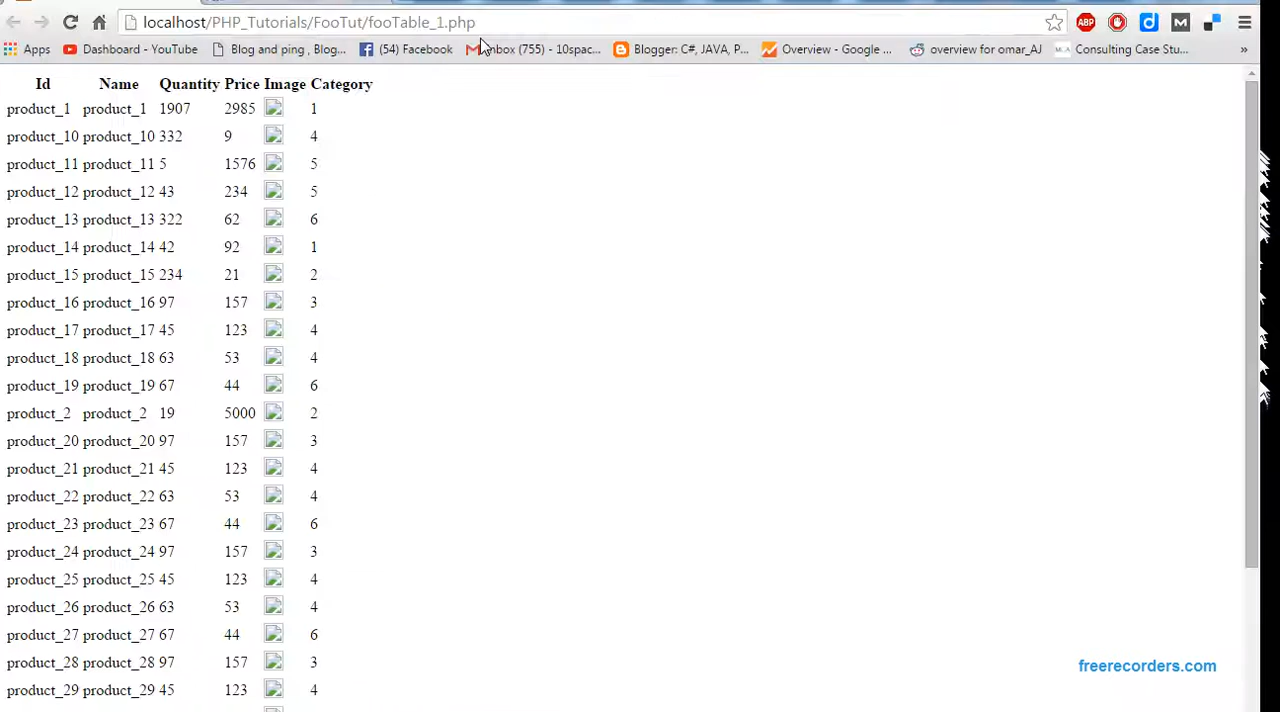 localhost/PHP_Tutorials/FooTut/fooTable_1.php
Apps Dashboard - YouTube Blog and ping , Blog... (54) Facebook Inbox (755) - 10spac... Blogger: C#, JAVA, P... Overview - Google ... overview for omar_AJ Consulting Case Stu... »
Id Name Quantity Price Image Category
product_1 product_1 1907 2985 1
product_10 product_10 332 9 4
product_11 product_11 5 1576 5
product_12 product_12 43 234 5
product_13 product_13 322 62 6
product_14 product_14 42 92 1
product_15 product_15 234 21 2
product_16 product_16 97 157 3
product_17 product_17 45 123 4
product_18 product_18 63 53 4
product_19 product_19 67 44 6
product_2 product_2 19 5000 2
product_20 product_20 97 157 3
product_21 product_21 45 123 4
product_22 product_22 63 53 4
product_23 product_23 67 44 6
product_24 product_24 97 157 3
product_25 product_25 45 123 4
product_26 product_26 63 53 4
product_27 product_27 67 44 6
product_28 product_28 97 157 3
product_29 product_29 45 123 4
freerecorders.com